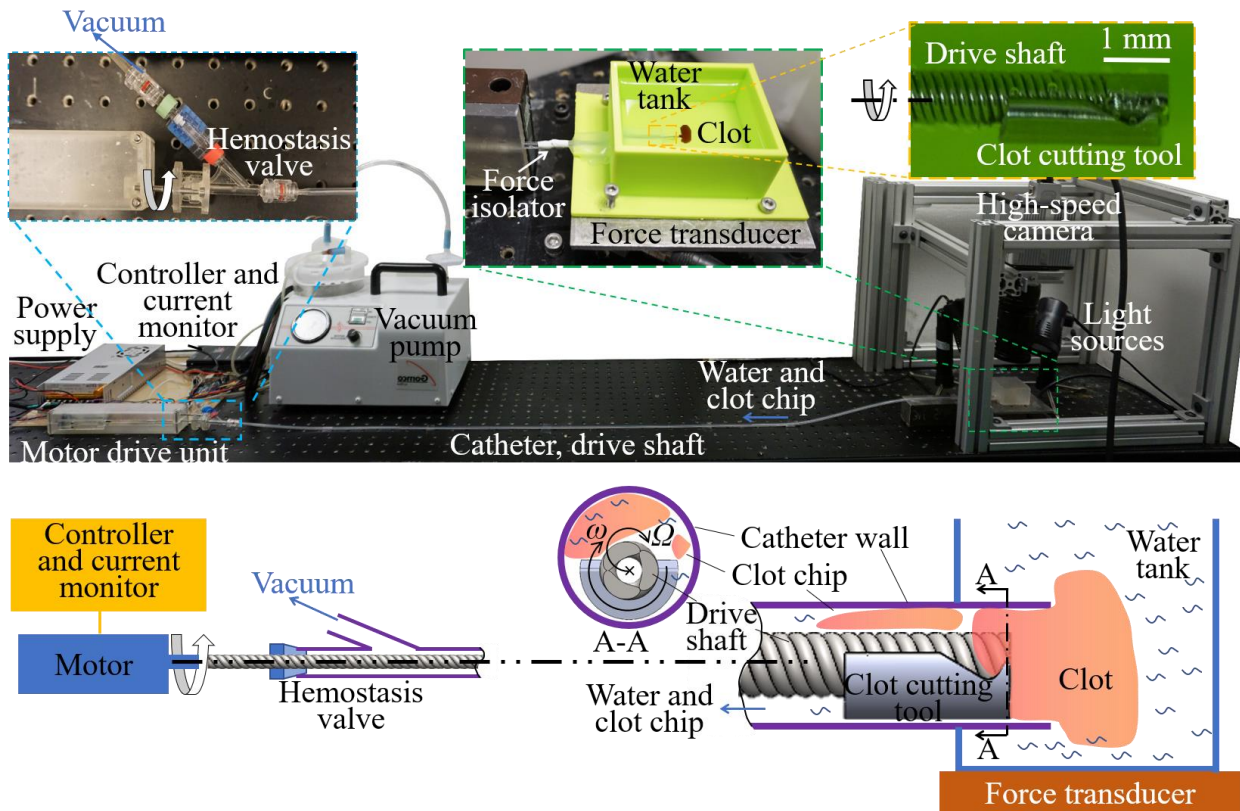 Vacuum
Hemostasis
valve
Water
tank
Clot
Force
isolator
Force transducer
Drive shaft
1 mm
Clot cutting tool
High-speed
camera
Controller and
current
monitor
Power
supply
Vacuum
pump
Gomco
Light
sources
Water and
clot chip
Motor drive unit
Catheter, drive shaft
Controller
and current
monitor
Motor
Vacuum
Hemostasis
valve
ω
Ω
A-A
Catheter wall
Clot chip
Drive
shaft
Water and
clot chip
Clot cutting
tool
A
A
Water
tank
Clot
Force transducer